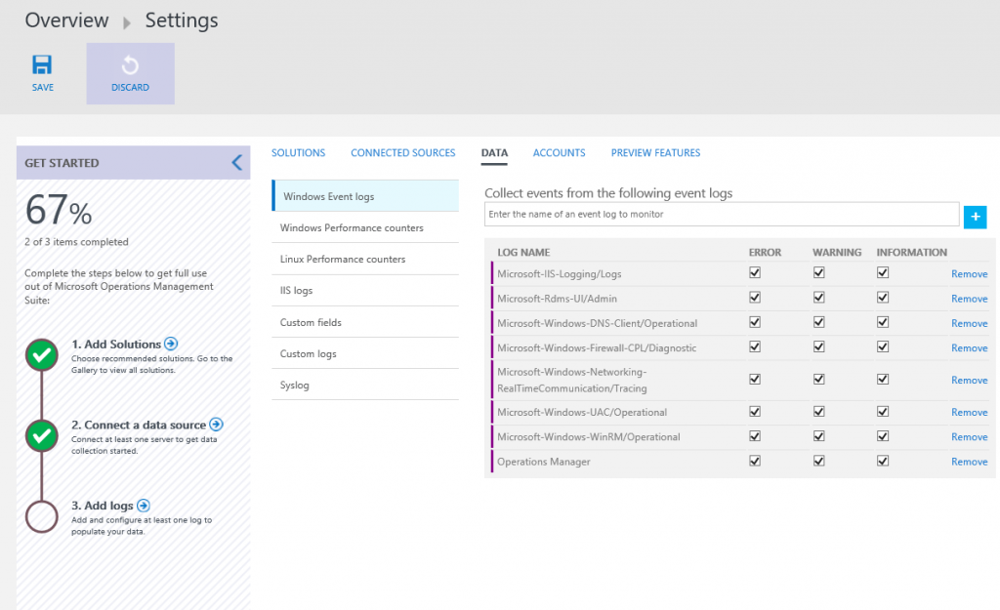 Overview Settings
SAVE
DISCARD
GET STARTED
67%
2 of 3 items completed
Complete the steps below to get full use
out of Microsoft Operations Management
Suite:
1. Add Solutions
Choose recommended solutions. Go to the
Gallery to view all solutions.
2. Connect a data source
Connect at least one server to get data
collection started.
3. Add logs
Add and configure at least one log to
populate your data.
SOLUTIONS CONNECTED SOURCES DATA ACCOUNTS PREVIEW FEATURES
Windows Event logs
Windows Performance counters
Linux Performance counters
IIS logs
Custom fields
Custom logs
Syslog
Collect events from the following event logs
Enter the name of an event log to monitor
+
LOG NAME ERROR WARNING INFORMATION
Microsoft-IIS-Logging/Logs Remove
Microsoft-Rdms-UI/Admin Remove
Microsoft-Windows-DNS-Client/Operational Remove
Microsoft-Windows-Firewall-CPL/Diagnostic Remove
Microsoft-Windows-Networking-
RealTimeCommunication/Tracing Remove
Microsoft-Windows-UAC/Operational Remove
Microsoft-Windows-WinRM/Operational Remove
Operations Manager Remove